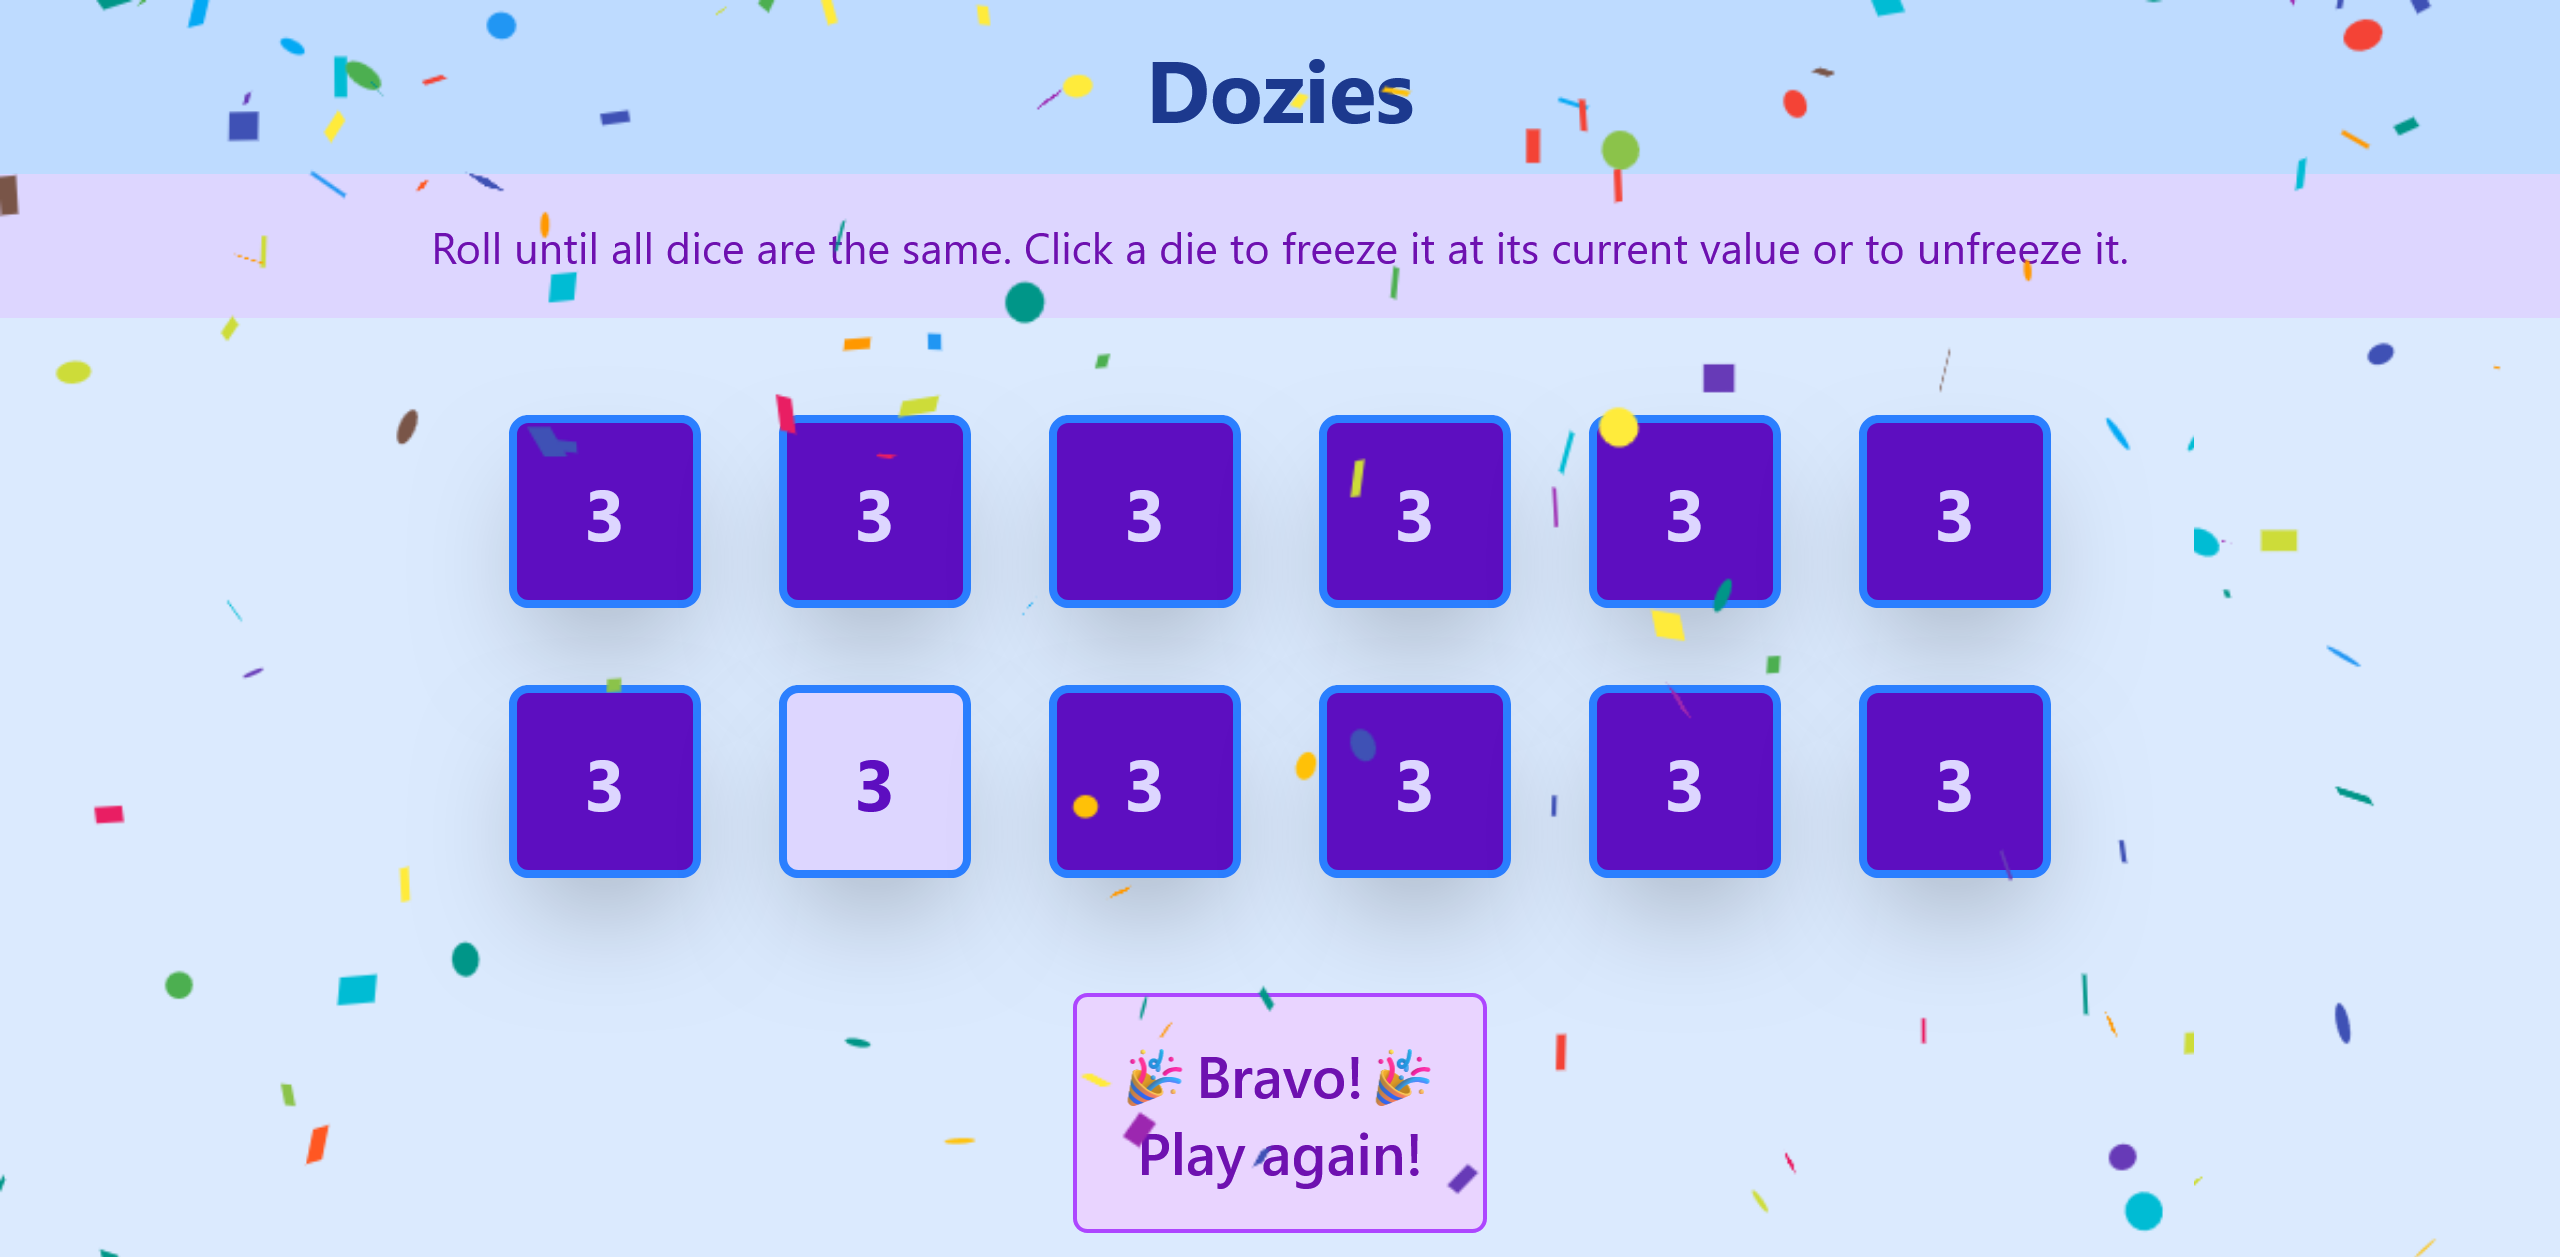 Dozies
Roll until all dice are the same. Click a die to freeze it at its current value or to unfreeze it.
3 3 3 3 3 3
3 3 3 3 3 3
🎉 Bravo! 🎉
Play again!